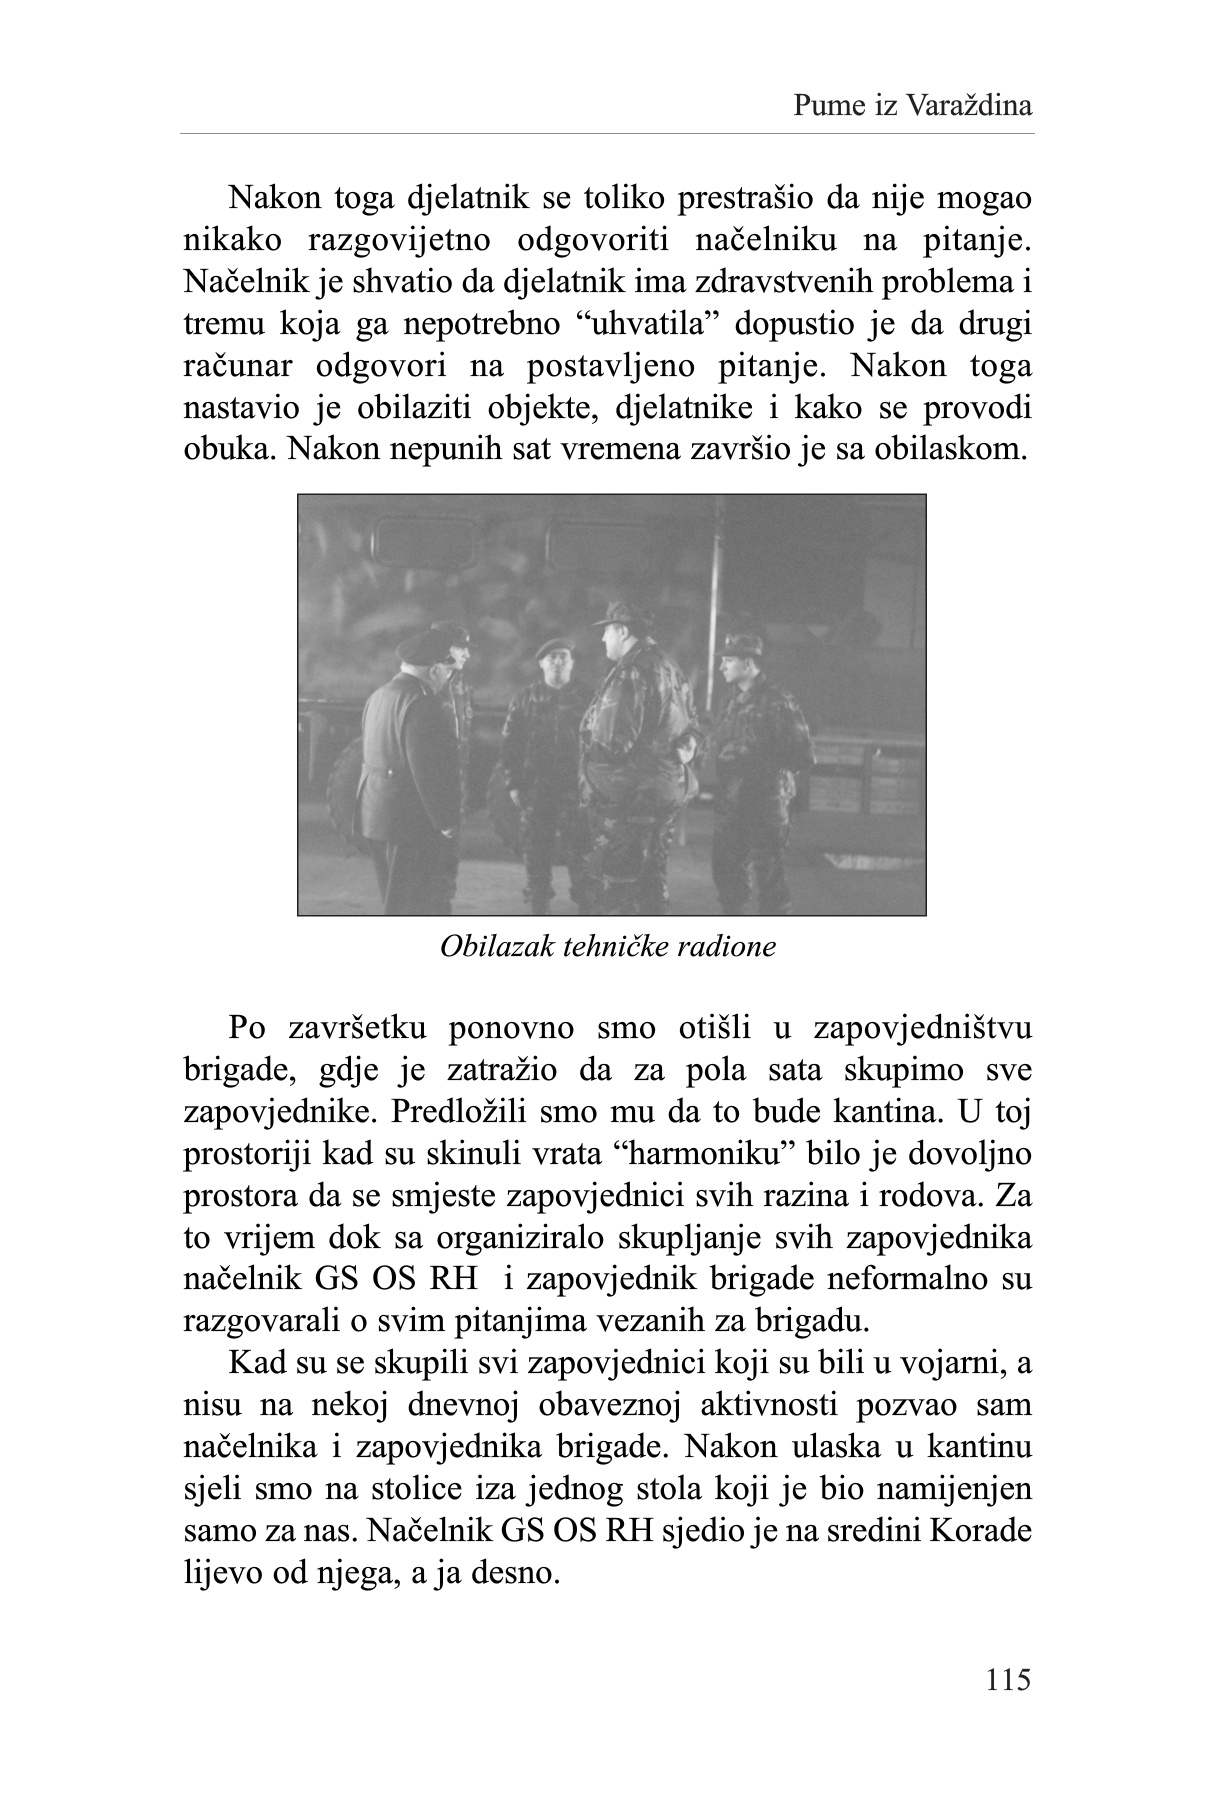 Pume iz Varaždina
Nakon toga djelatnik se toliko prestrašio da nije mogao
nikako razgovijetno odgovoriti načelniku na pitanje.
Načelnik je shvatio da djelatnik ima zdravstvenih problema i
tremu koja ga nepotrebno “uhvatila” dopustio je da drugi
računar odgovori na postavljeno pitanje. Nakon toga
nastavio je obilaziti objekte, djelatnike i kako se provodi
obuka. Nakon nepunih sat vremena završio je sa obilaskom.
Obilazak tehničke radione
Po završetku ponovno smo otišli u zapovjedništvu
brigade, gdje je zatražio da za pola sata skupimo sve
zapovjednike. Predložili smo mu da to bude kantina. U toj
prostoriji kad su skinuli vrata “harmoniku” bilo je dovoljno
prostora da se smjeste zapovjednici svih razina i rodova. Za
to vrijem dok sa organiziralo skupljanje svih zapovjednika
načelnik GS OS RH  i zapovjednik brigade neformalno su
razgovarali o svim pitanjima vezanih za brigadu.
Kad su se skupili svi zapovjednici koji su bili u vojarni, a
nisu na nekoj dnevnoj obaveznoj aktivnosti pozvao sam
načelnika i zapovjednika brigade. Nakon ulaska u kantinu
sjeli smo na stolice iza jednog stola koji je bio namijenjen
samo za nas. Načelnik GS OS RH sjedio je na sredini Korade
lijevo od njega, a ja desno.
115